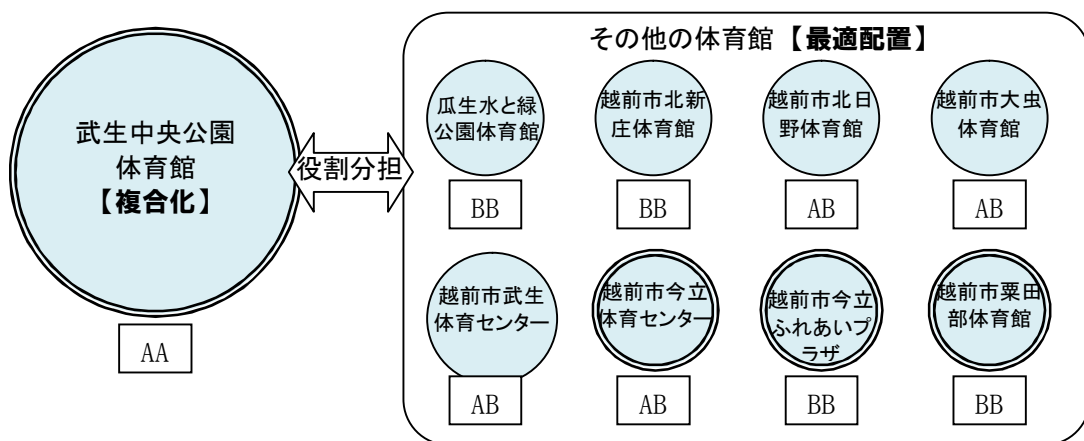 その他の体育館【最適配置】
武生中央公園
体育館
【複合化】
AA
役割分担
瓜生水と緑
公園体育館
BB
越前市北新
庄体育館
BB
越前市北日
野体育館
AB
越前市大虫
体育館
AB
越前市武生
体育センター
AB
越前市今立
体育センター
AB
越前市今立
ふれあいプ
ラザ
BB
越前市粟田
部体育館
BB